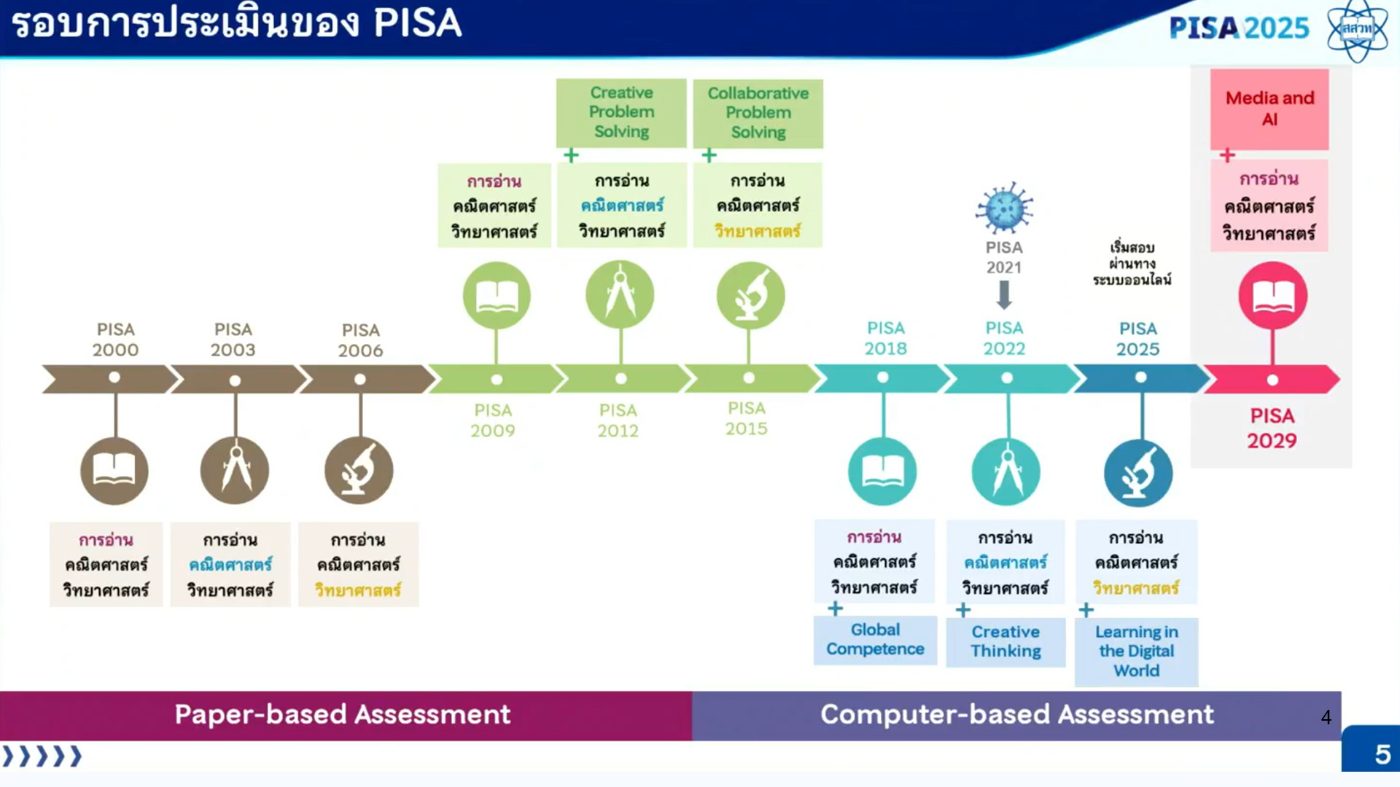 รอบการประเมินของ PISA
PISA 2025
สสวท
Creative
Problem
Solving
+
การอ่าน
คณิตศาสตร์
วิทยาศาสตร์
Collaborative
Problem
Solving
+
การอ่าน
คณิตศาสตร์
วิทยาศาสตร์
Media and
AI
+
การอ่าน
คณิตศาสตร์
วิทยาศาสตร์
การอ่าน
คณิตศาสตร์
วิทยาศาสตร์
PISA
2021
เริ่มสอบ
ผ่านทาง
ระบบออนไลน์
PISA
2000
PISA
2003
PISA
2006
PISA
2009
PISA
2012
PISA
2015
PISA
2018
PISA
2022
PISA
2025
PISA
2029
การอ่าน
คณิตศาสตร์
วิทยาศาสตร์
การอ่าน
คณิตศาสตร์
วิทยาศาสตร์
การอ่าน
คณิตศาสตร์
วิทยาศาสตร์
การอ่าน
คณิตศาสตร์
วิทยาศาสตร์
+
Global
Competence
การอ่าน
คณิตศาสตร์
วิทยาศาสตร์
+
Creative
Thinking
การอ่าน
คณิตศาสตร์
วิทยาศาสตร์
+
Learning in
the Digital
World
Paper-based Assessment
Computer-based Assessment
4
5